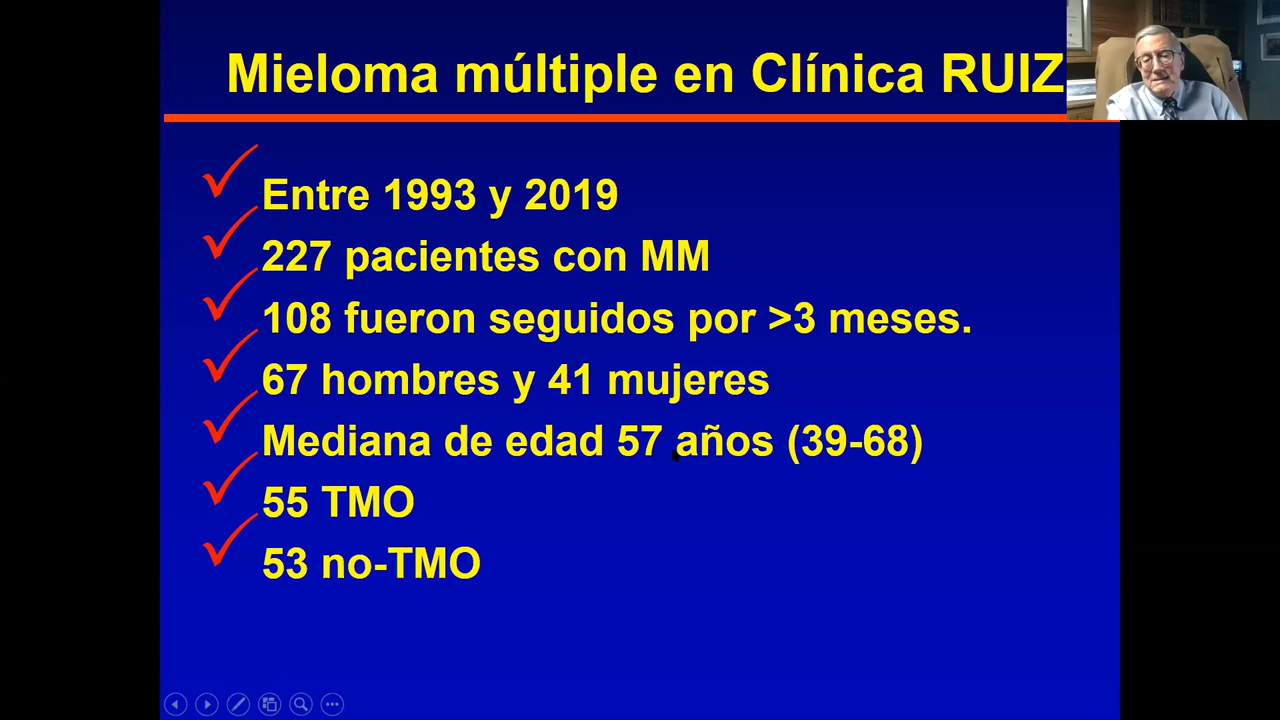 Mieloma múltiple en Clínica RUIZ
Entre 1993 y 2019
227 pacientes con MM
108 fueron seguidos por >3 meses.
67 hombres y 41 mujeres
Mediana de edad 57 años (39-68)
55 TMO
53 no-TMO